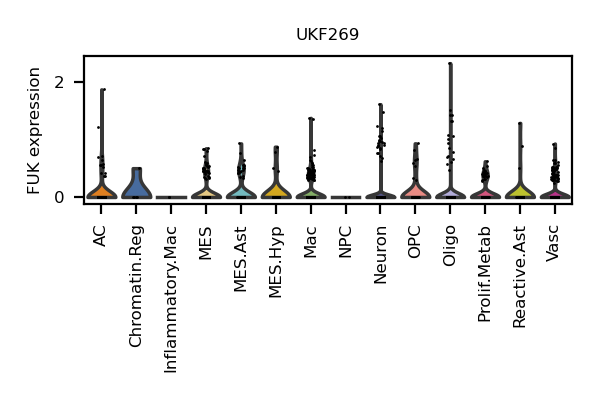 UKF269
FUK expression
2
0
AC
Chromatin.Reg
Inflammatory.Mac
MES
MES.Ast
MES.Hyp
Mac
NPC
Neuron
OPC
Oligo
Prolif.Metab
Reactive.Ast
Vasc